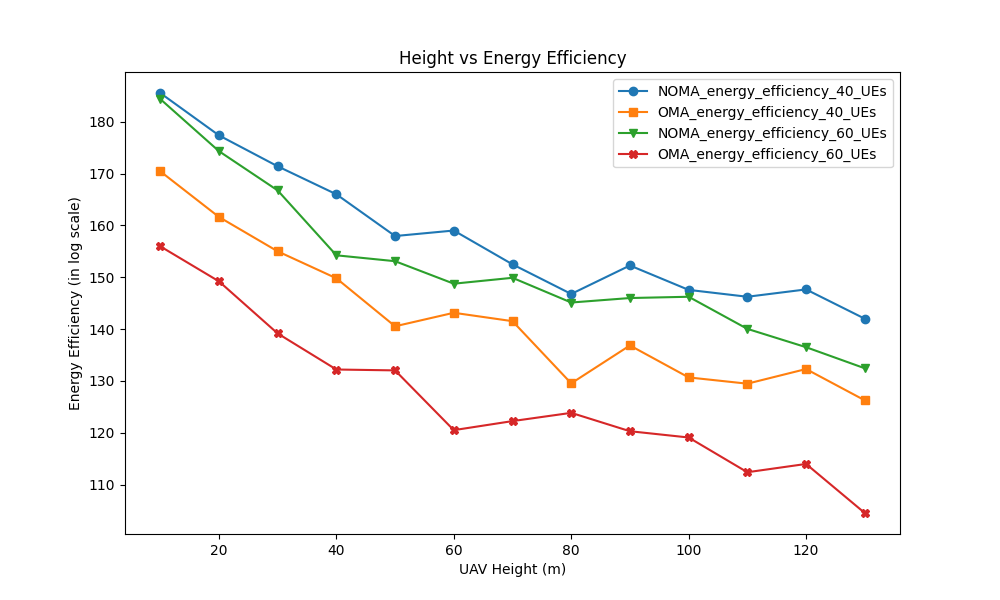 Height vs Energy Efficiency
NOMA_energy_efficiency_40_UEs
OMA_energy_efficiency_40_UEs
NOMA_energy_efficiency_60_UEs
OMA_energy_efficiency_60_UEs
Energy Efficiency (in log scale)
180
170
160
150
140
130
120
110
20 40 60 80 100 120
UAV Height (m)